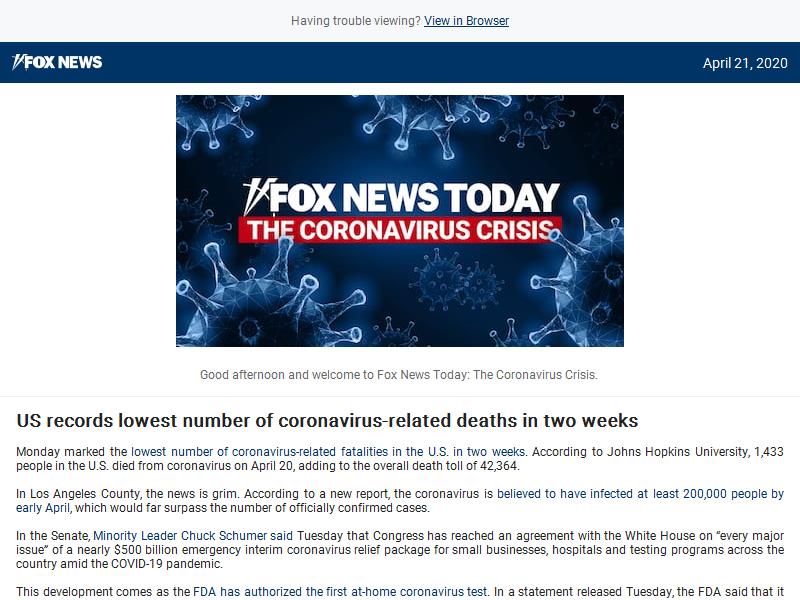 Having trouble viewing? View in Browser
FOX NEWS
April 21, 2020
FOX NEWS TODAY
THE CORONAVIRUS CRISIS
Good afternoon and welcome to Fox News Today: The Coronavirus Crisis.
US records lowest number of coronavirus-related deaths in two weeks
Monday marked the lowest number of coronavirus-related fatalities in the U.S. in two weeks. According to Johns Hopkins University, 1,433
people in the U.S. died from coronavirus on April 20, adding to the overall death toll of 42,364.
In Los Angeles County, the news is grim. According to a new report, the coronavirus is believed to have infected at least 200,000 people by
early April, which would far surpass the number of officially confirmed cases.
In the Senate, Minority Leader Chuck Schumer said Tuesday that Congress has reached an agreement with the White House on “every major
issue” of a nearly $500 billion emergency interim coronavirus relief package for small businesses, hospitals and testing programs across the
country amid the COVID-19 pandemic.
This development comes as the FDA has authorized the first at-home coronavirus test. In a statement released Tuesday, the FDA said that it